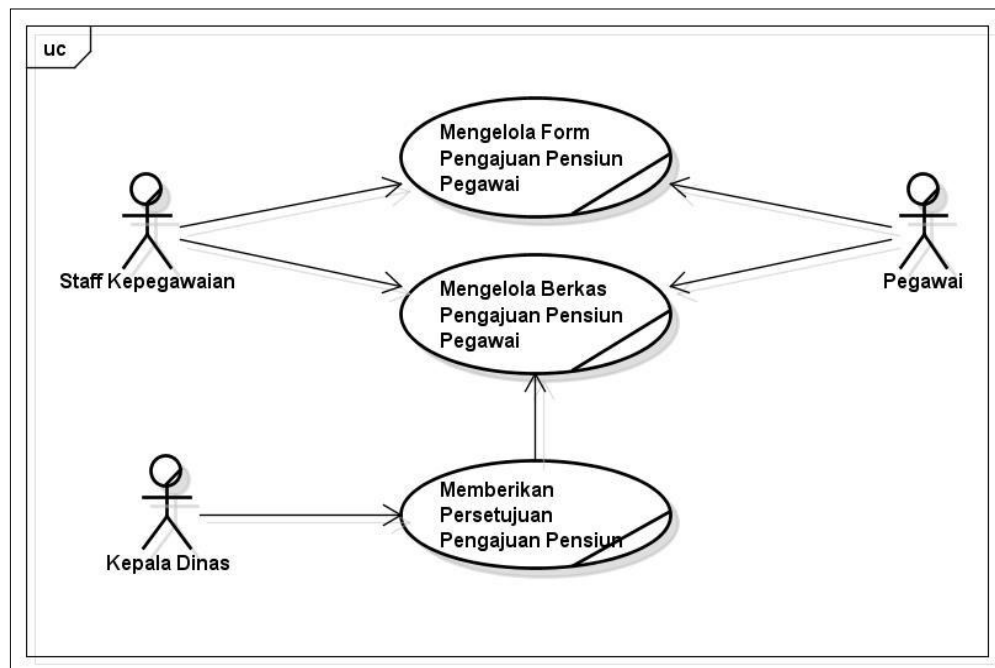 uc
Mengelola Form
Pengajuan Pensiun
Pegawai
Staff Kepegawaian
Pegawai
Mengelola Berkas
Pengajuan Pensiun
Pegawai
Memberikan
Persetujuan
Pengajuan Pensiun
Kepala Dinas